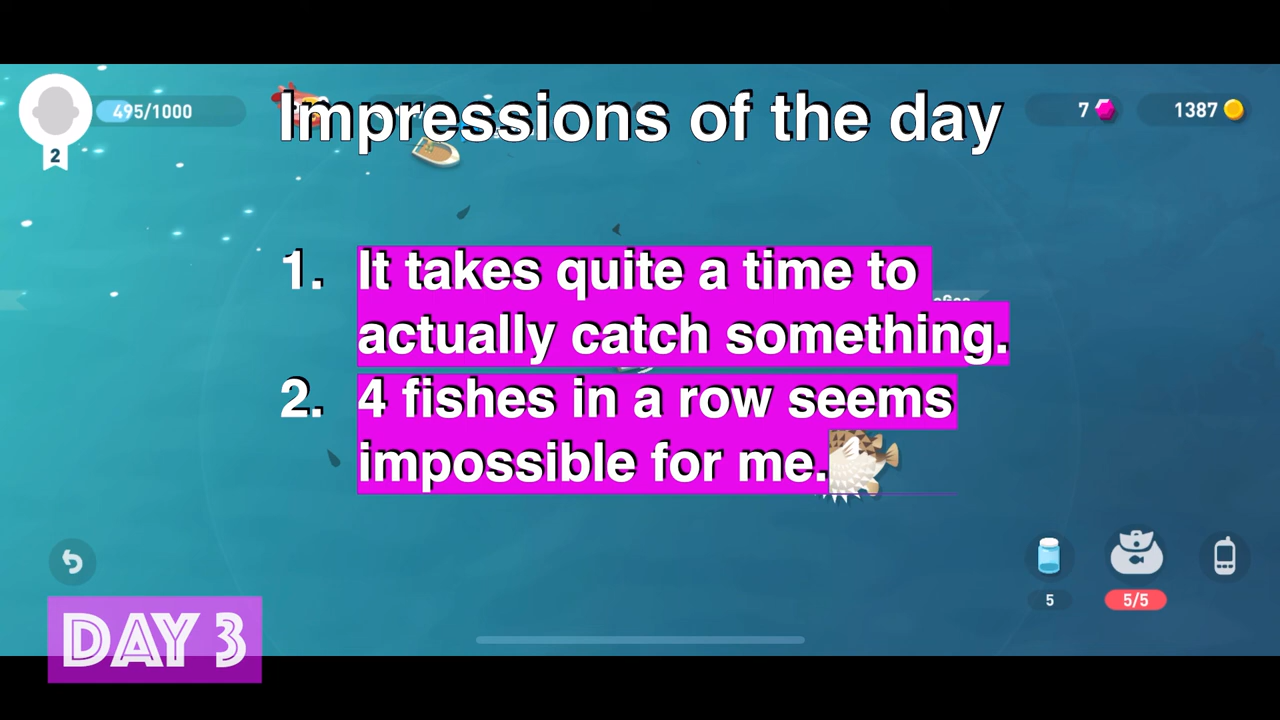 495/1000
2
Impressions of the day
7
1387
1. It takes quite a time to
actually catch something.
2. 4 fishes in a row seems
impossible for me.
5
5/5
DAY 3